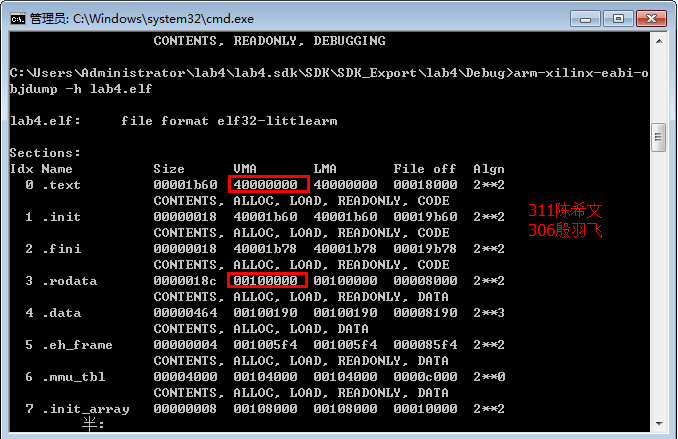 管理员: C:\Windows\system32\cmd.exe
CONTENTS, READONLY, DEBUGGING
C:\Users\Administrator\lab4\lab4.sdk\SDK\SDK_Export\lab4\Debug>arm-xilinx-eabi-o
bjdump -h lab4.elf
lab4.elf:     file format elf32-littlearm
Sections:
Idx Name          Size      VMA       LMA       File off  Algn
0 .text         00001b60  40000000  40000000  00018000  2**2
CONTENTS, ALLOC, LOAD, READONLY, CODE
1 .init         00000018  40001b60  40001b60  00019b60  2**2
CONTENTS, ALLOC, LOAD, READONLY, CODE
2 .fini         00000018  40001b78  40001b78  00019b78  2**2
CONTENTS, ALLOC, LOAD, READONLY, CODE
3 .rodata       0000018c  00100000  00100000  00008000  2**2
CONTENTS, ALLOC, LOAD, READONLY, DATA
4 .data         00000464  00100190  00100190  00008190  2**3
CONTENTS, ALLOC, LOAD, DATA
5 .eh_frame     00000004  001005f4  001005f4  000085f4  2**2
CONTENTS, ALLOC, LOAD, READONLY, DATA
6 .mmu_tbl      00004000  00104000  00104000  0000c000  2**0
CONTENTS, ALLOC, LOAD, READONLY, DATA
7 .init_array   00000008  00108000  00108000  00010000  2**2
半:
311陈希文
306殷羽飞